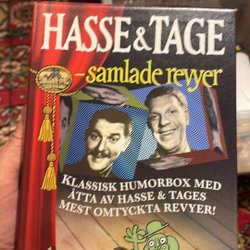 HASSE & TAGE
–samlade revyer
KLASSISK HUMORBOX MED
ÅTTA AV HASSE & TAGES
MEST OMTYCKTA REVYER!